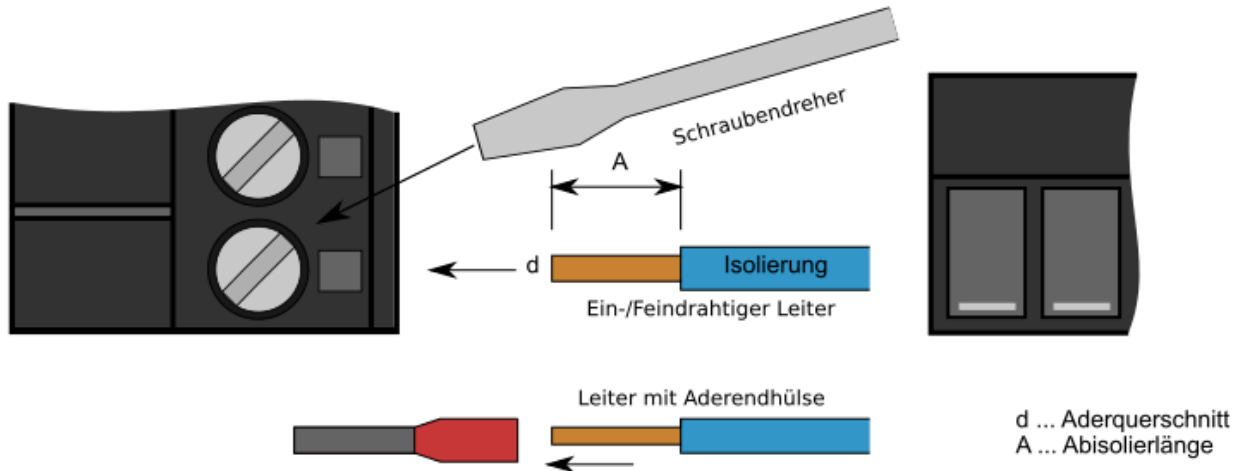 Schraubendreher
A
d
Isolierung
Ein-/Feindrahtiger Leiter
Leiter mit Aderendhülse
d ... Aderquerschnitt
A ... Abisolierlänge